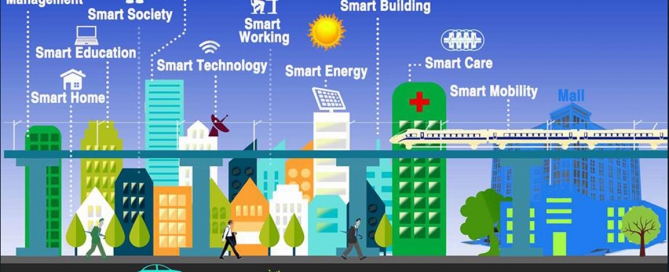 Management
Smart Society
Smart
Working
Smart Building
Smart Education
Smart Technology
Smart Energy
Smart Care
Smart Home
Smart Mobility
Mall